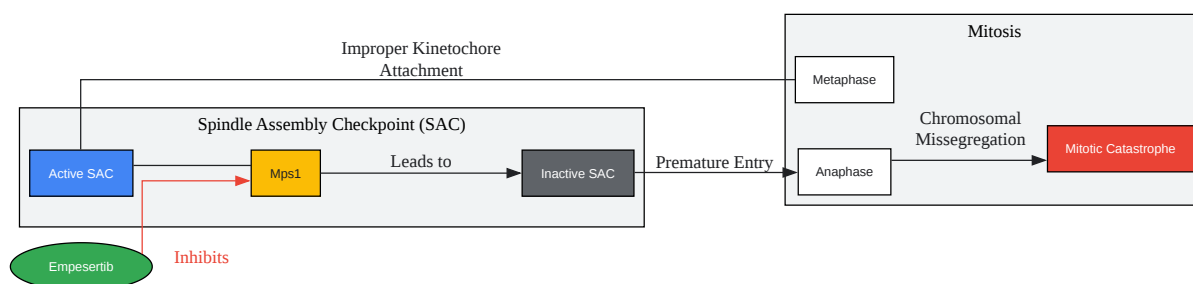 Mitosis
Improper Kinetochore
Attachment
Metaphase
Spindle Assembly Checkpoint (SAC)
Chromosomal
Missegregation
Active SAC
Mps1
Leads to
Inactive SAC
Premature Entry
Anaphase
Mitotic Catastrophe
Empesertib
Inhibits